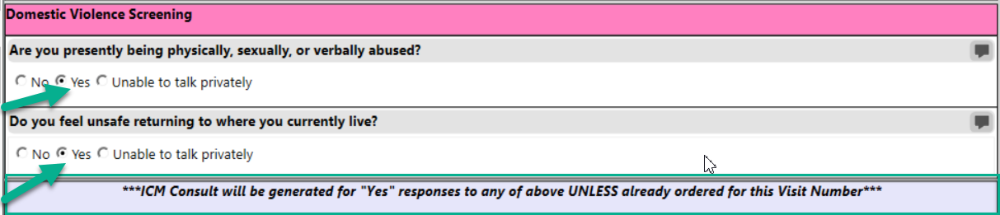 Domestic Violence Screening
Are you presently being physically, sexually, or verbally abused?
No Yes Unable to talk privately
Do you feel unsafe returning to where you currently live?
No Yes Unable to talk privately
***ICM Consult will be generated for "Yes" responses to any of above UNLESS already ordered for this Visit Number***